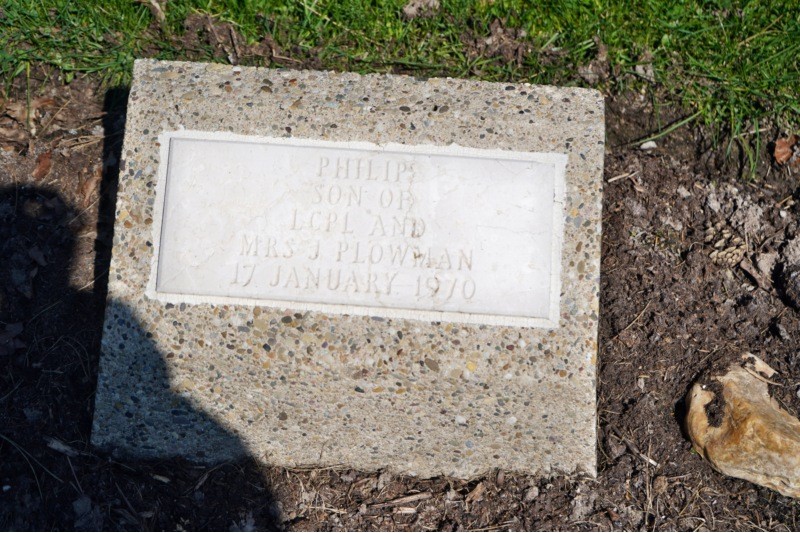 PHILIP
SON OF
LCPL AND
MRS J PLOWMAN
17 JANUARY 1970